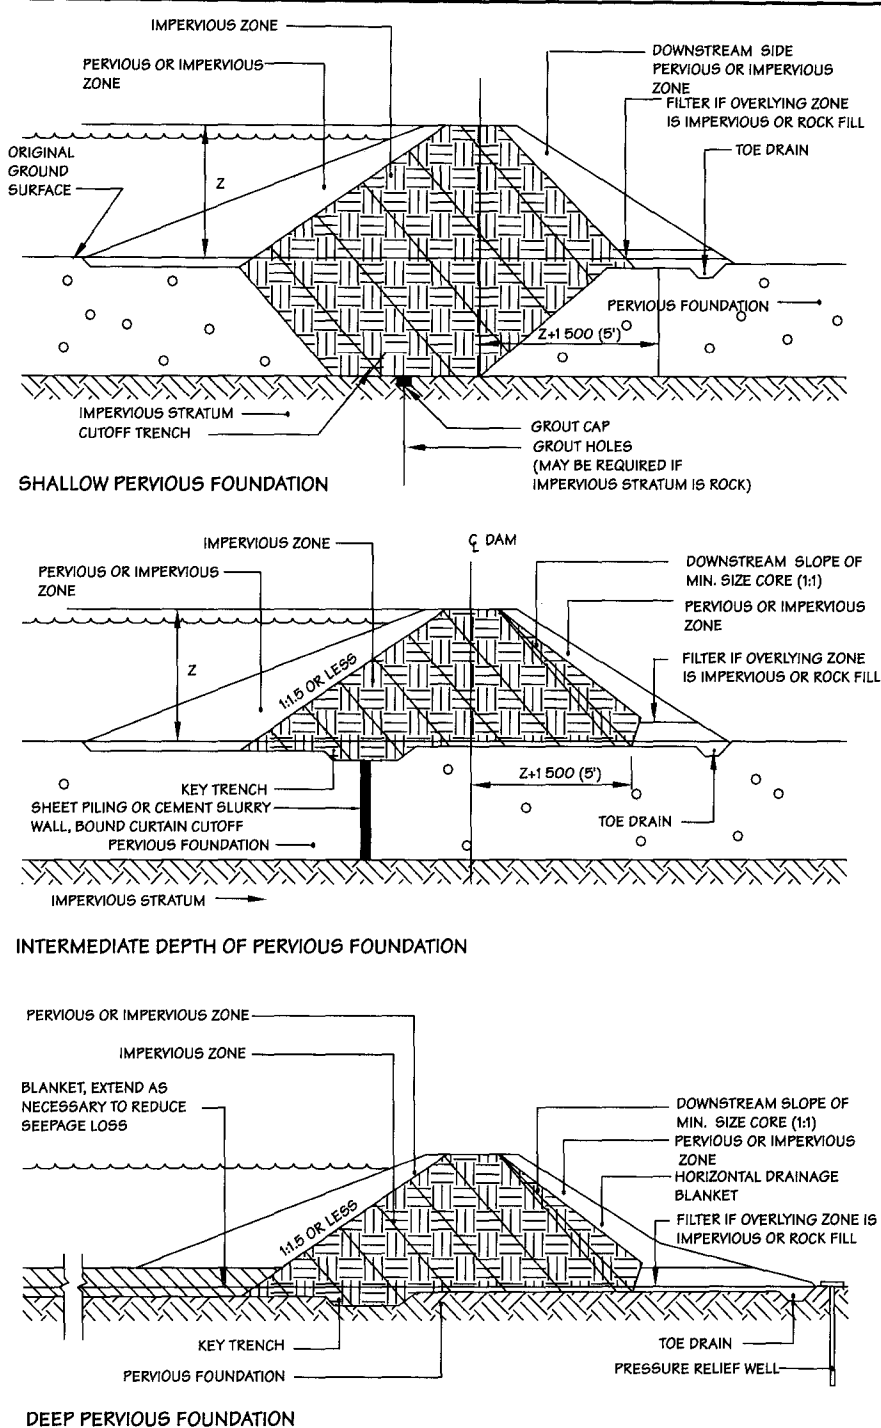 IMPERVIOUS ZONE
PERVIOUS OR IMPERVIOUS
ZONE
DOWNSTREAM SIDE
PERVIOUS OR IMPERVIOUS
ZONE
FILTER IF OVERLYING ZONE
IS IMPERVIOUS OR ROCK FILL
TOE DRAIN
ORIGINAL
GROUND
SURFACE
Z
PERVIOUS FOUNDATION
Z+1 500 (5')
IMPERVIOUS STRATUM
CUTOFF TRENCH
GROUT CAP
GROUT HOLES
(MAY BE REQUIRED IF
IMPERVIOUS STRATUM IS ROCK)
SHALLOW PERVIOUS FOUNDATION
IMPERVIOUS ZONE
℄ DAM
PERVIOUS OR IMPERVIOUS
ZONE
DOWNSTREAM SLOPE OF
MIN. SIZE CORE (1:1)
PERVIOUS OR IMPERVIOUS
ZONE
Z
1:1.5 OR LESS
FILTER IF OVERLYING ZONE
IS IMPERVIOUS OR ROCK FILL
KEY TRENCH
SHEET PILING OR CEMENT SLURRY
WALL, BOUND CURTAIN CUTOFF
PERVIOUS FOUNDATION
Z+1 500 (5')
TOE DRAIN
IMPERVIOUS STRATUM
INTERMEDIATE DEPTH OF PERVIOUS FOUNDATION
PERVIOUS OR IMPERVIOUS ZONE
IMPERVIOUS ZONE
BLANKET, EXTEND AS
NECESSARY TO REDUCE
SEEPAGE LOSS
DOWNSTREAM SLOPE OF
MIN. SIZE CORE (1:1)
PERVIOUS OR IMPERVIOUS
ZONE
HORIZONTAL DRAINAGE
BLANKET
FILTER IF OVERLYING ZONE IS
IMPERVIOUS OR ROCK FILL
1:1.5 OR LESS
KEY TRENCH
PERVIOUS FOUNDATION
TOE DRAIN
PRESSURE RELIEF WELL
DEEP PERVIOUS FOUNDATION